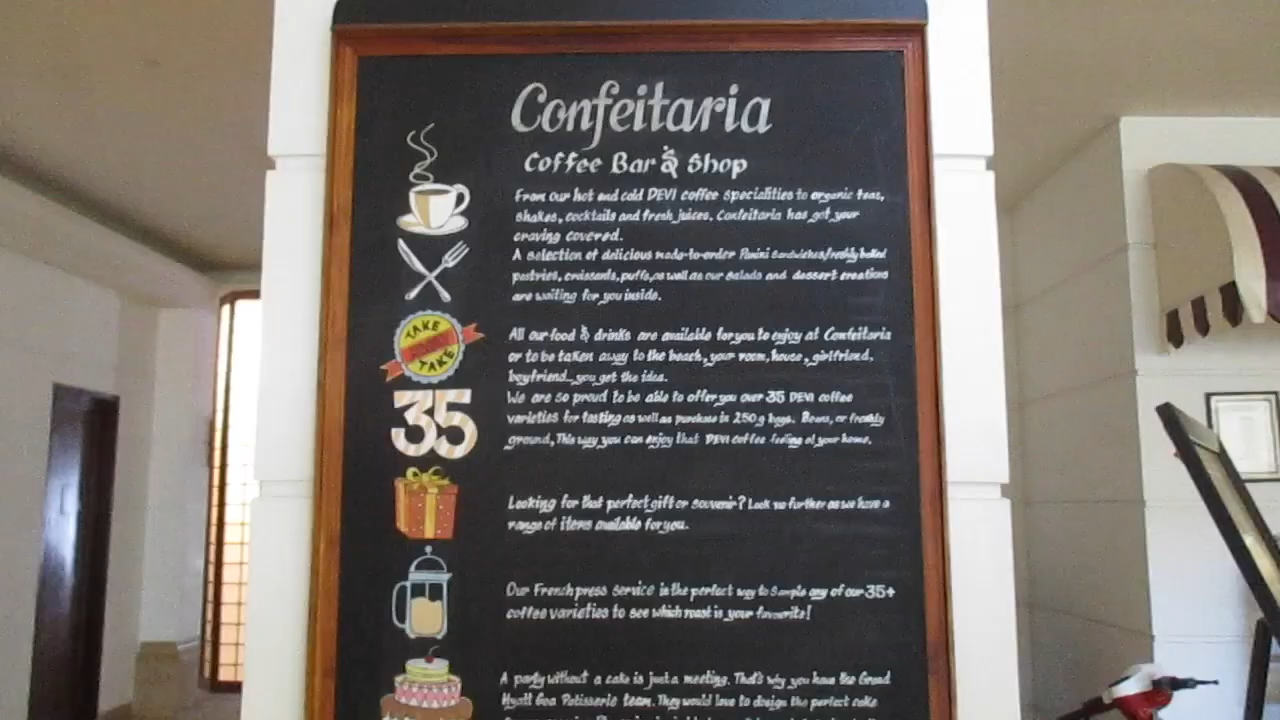 Confeitaria
Coffee Bar & Shop
From our hot and cold DEVI coffee specialities to organic teas,
shakes, cocktails and fresh juices, Confeitaria has got your
craving covered.
A selection of delicious made-to-order Panini Sandwiches/freshly baked
pastries, croissants, puffs, as well as our salads and dessert creations
are waiting for you inside.
TAKE
TAKE
All our food & drinks are available for you to enjoy at Confeitaria
or to be taken away to the beach, your room, house, girlfriend,
boyfriend... you get the idea.
35
We are so proud to be able to offer you over 35 DEVI coffee
varieties for tasting as well as purchase in 250 g bags. Beans, or freshly
ground, This way you can enjoy that DEVI coffee feeling at your home.
Looking for that perfect gift or souvenir? Look no further as we have a
range of items available for you.
Our French press service is the perfect way to sample any of our 35+
coffee varieties to see which roast is your favourite!
A party without a cake is just a meeting. That's why you have the Grand
Hyatt Goa Patisserie team. They would love to design the perfect cake